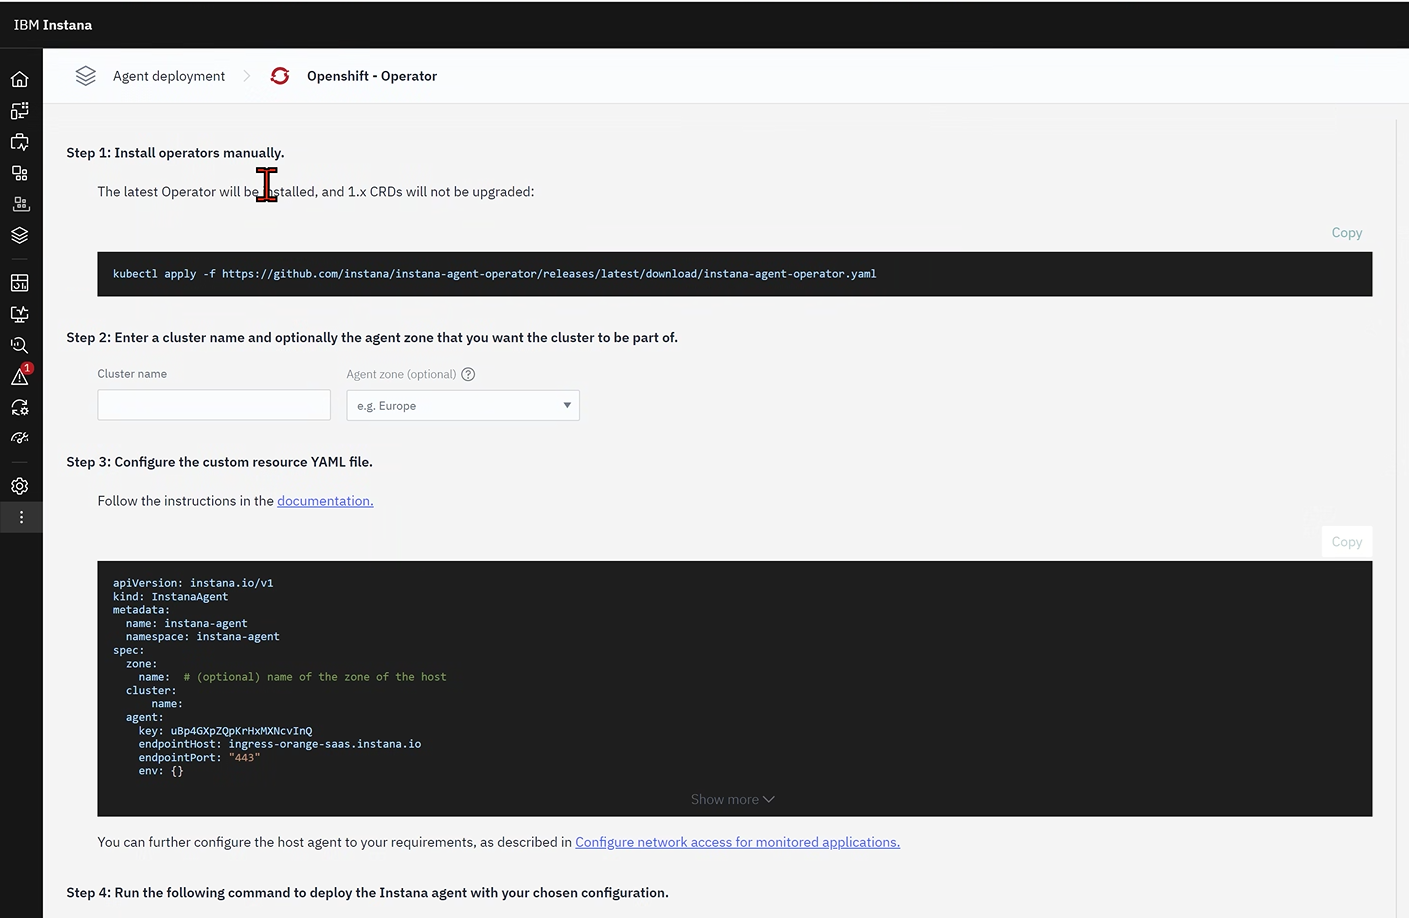 IBM Instana
Agent deployment
Openshift - Operator
Step 1: Install operators manually.
The latest Operator will be installed, and 1.x CRDs will not be upgraded:
Copy
kubectl apply -f https://github.com/instana/instana-agent-operator/releases/latest/download/instana-agent-operator.yaml
Step 2: Enter a cluster name and optionally the agent zone that you want the cluster to be part of.
Cluster name
Agent zone (optional) ?
e.g. Europe
1
Step 3: Configure the custom resource YAML file.
Follow the instructions in the documentation.
Copy
apiVersion: instana.io/v1
kind: InstanaAgent
metadata:
  name: instana-agent
  namespace: instana-agent
spec:
  zone:
    name:  # (optional) name of the zone of the host
  cluster:
      name:
  agent:
    key: uBp4GXpZQpKrHxMXNcvInQ
    endpointHost: ingress-orange-saas.instana.io
    endpointPort: "443"
    env: {}
Show more
You can further configure the host agent to your requirements, as described in Configure network access for monitored applications.
Step 4: Run the following command to deploy the Instana agent with your chosen configuration.